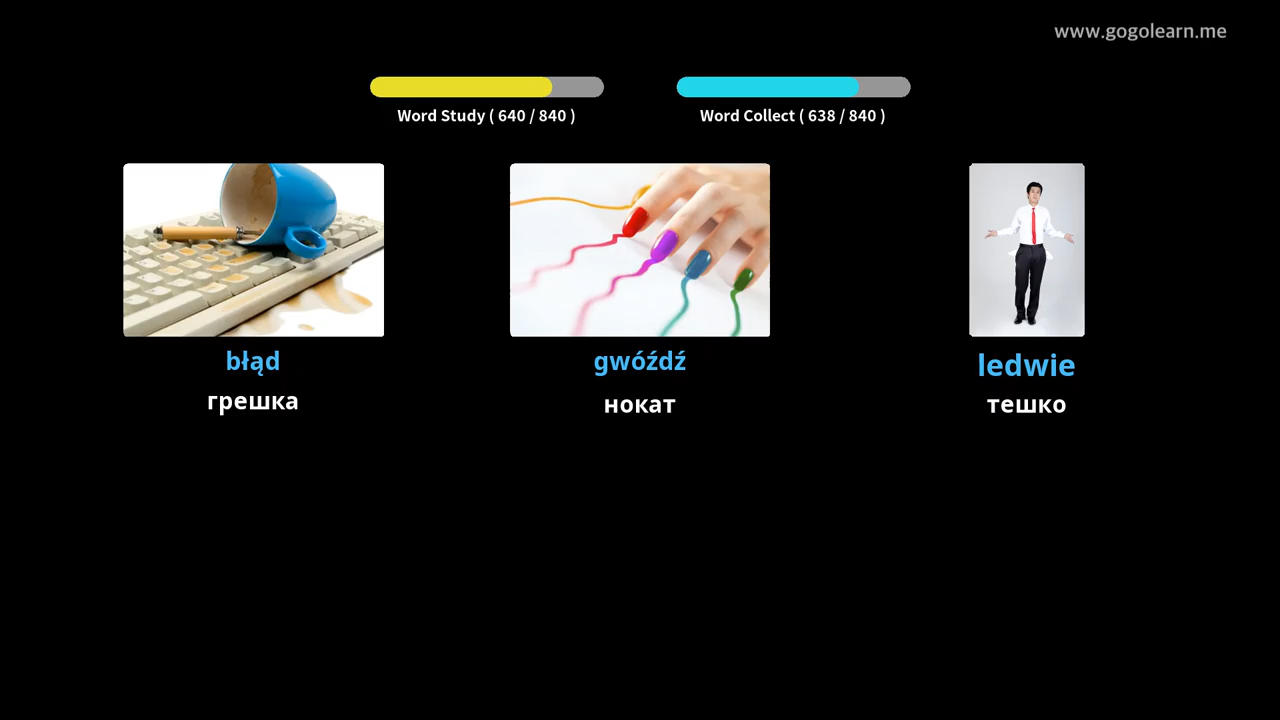 www.gogolearn.me
Word Study ( 640 / 840 )
Word Collect ( 638 / 840 )
błąd
gwóźdź
ledwie
грешка
нокат
тешко